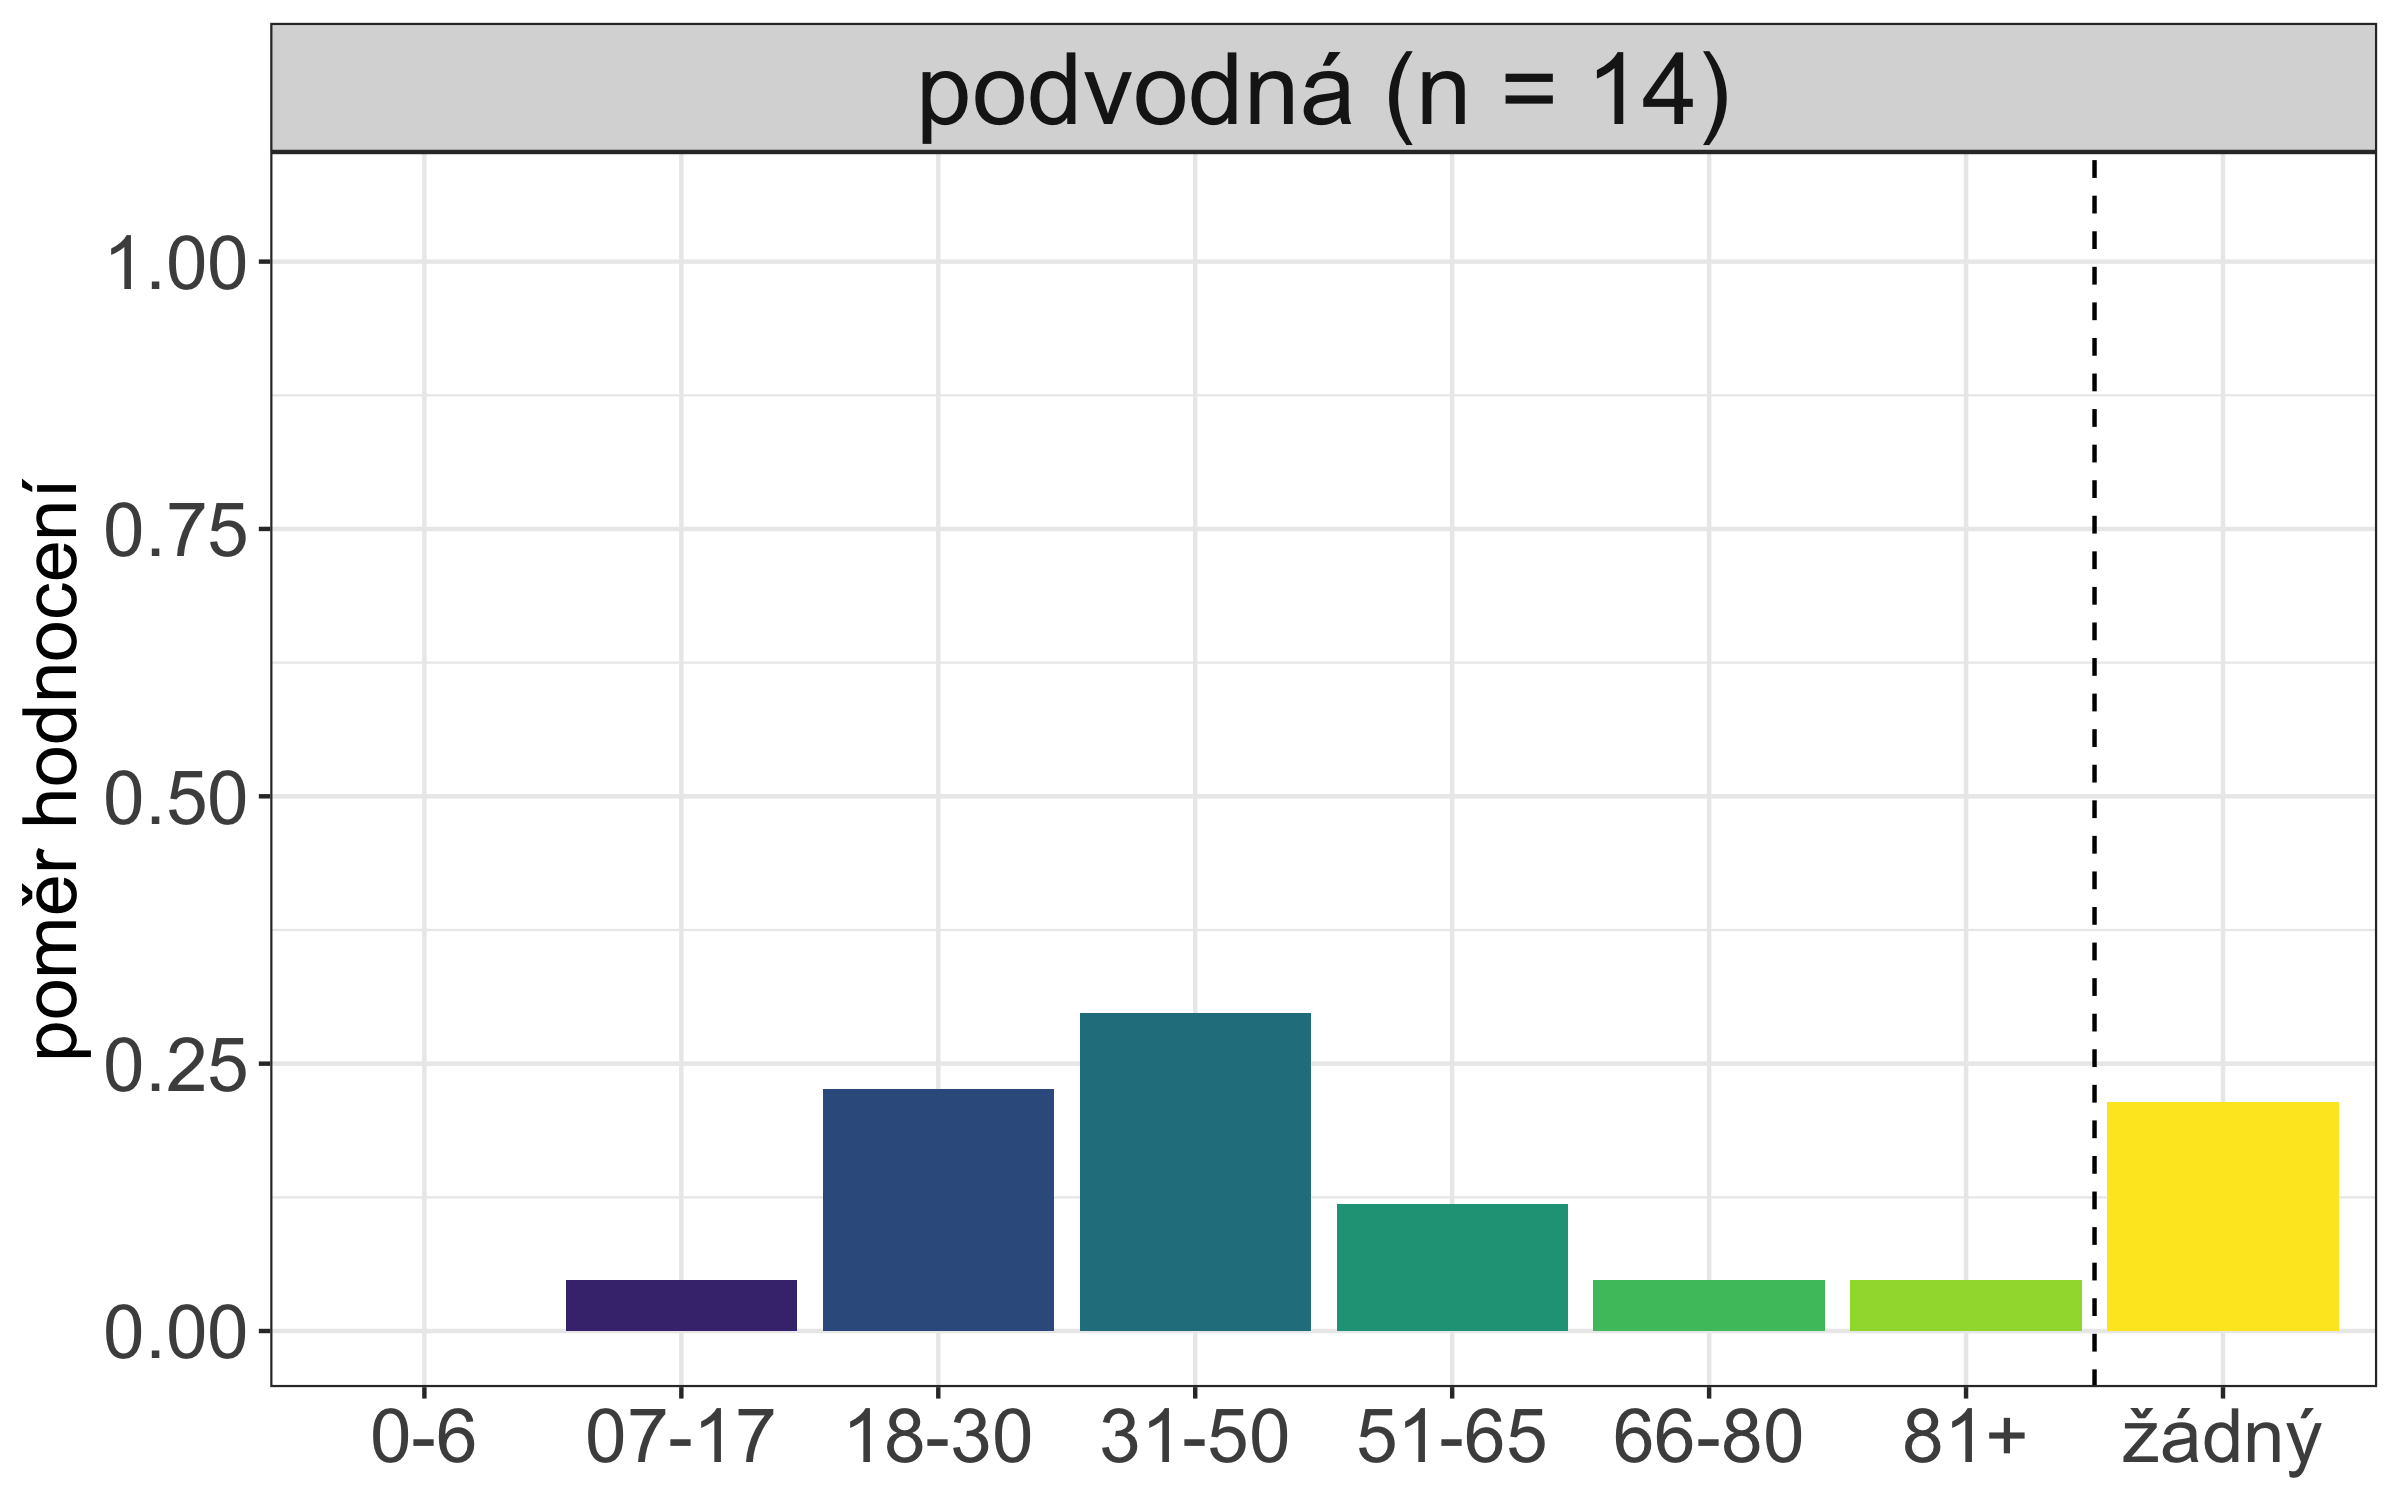 podvodná (n = 14)
poměr hodnocení
1.00
0.75
0.50
0.25
0.00
0-6 07-17 18-30 31-50 51-65 66-80 81+ žádný